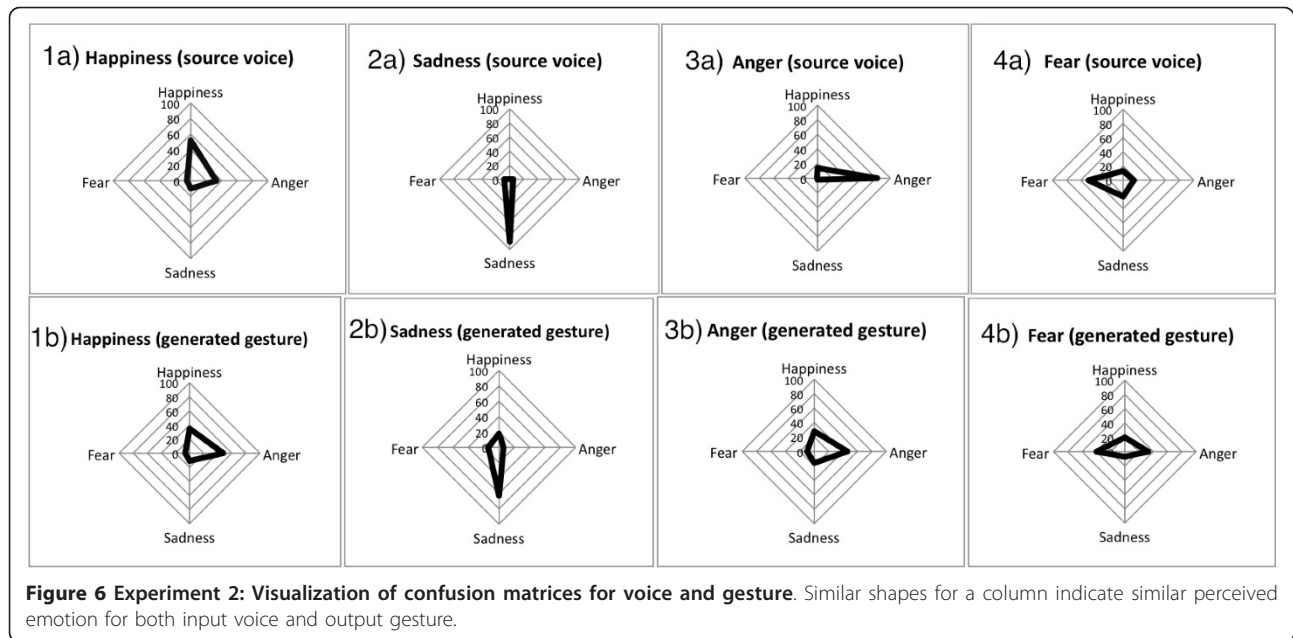 1a) Happiness (source voice)
Happiness
100
80
60
40
20
0
Fear
Anger
Sadness
2a) Sadness (source voice)
Happiness
100
80
60
40
20
0
Fear
Anger
Sadness
3a) Anger (source voice)
Happiness
100
80
60
40
20
0
Fear
Anger
Sadness
4a) Fear (source voice)
Happiness
100
80
60
40
20
0
Fear
Anger
Sadness
1b) Happiness (generated gesture)
Happiness
100
80
60
40
20
0
Fear
Anger
Sadness
2b) Sadness (generated gesture)
Happiness
100
80
60
40
20
0
Fear
Anger
Sadness
3b) Anger (generated gesture)
Happiness
100
80
60
40
20
0
Fear
Anger
Sadness
4b) Fear (generated gesture)
Happiness
100
80
60
40
20
0
Fear
Anger
Sadness
Figure 6 Experiment 2: Visualization of confusion matrices for voice and gesture. Similar shapes for a column indicate similar perceived
emotion for both input voice and output gesture.